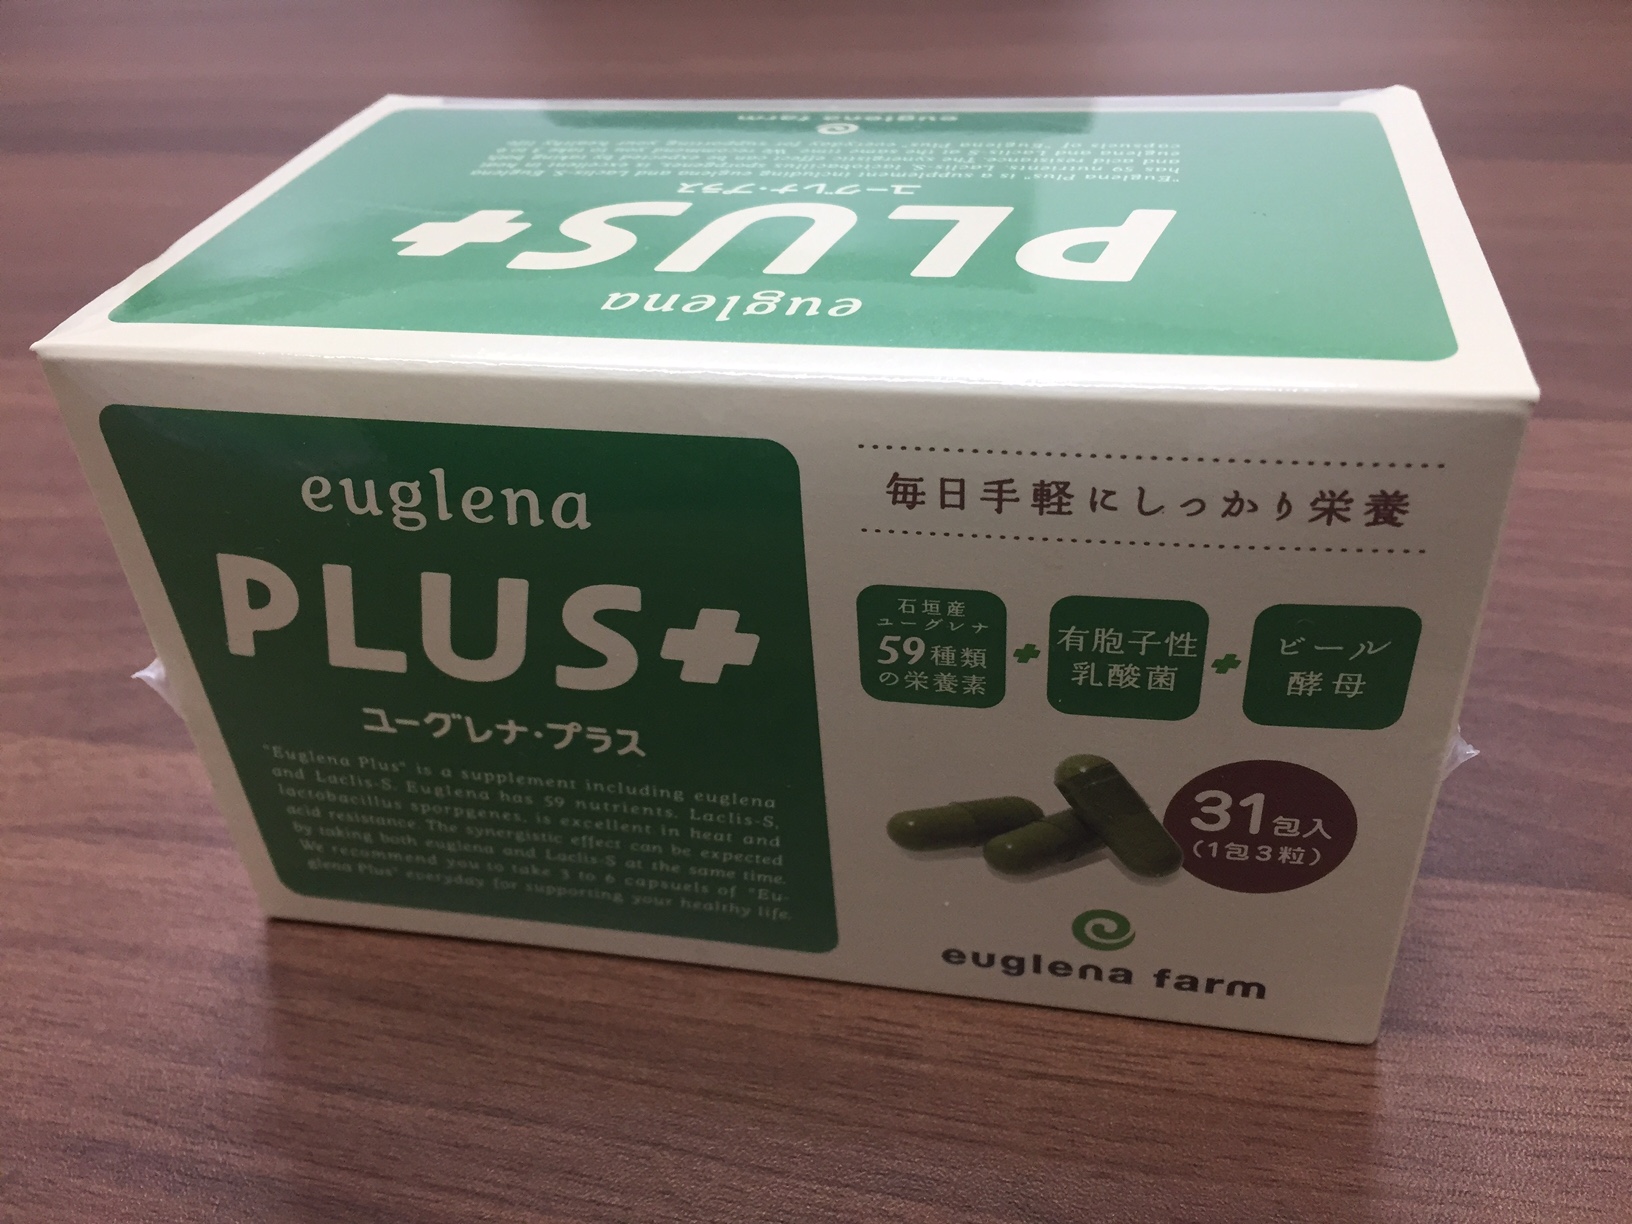 euglena farm
euglena
PLUS+
ユーグレナ・プラス
euglena
PLUS+
ユーグレナ・プラス
"Euglena Plus" is a supplement including euglena
and Laclis-S. Euglena has 59 nutrients. Laclis-S,
lactobacillus sporpgenes, is excellent in heat and
acid resistance. The synergistic effect can be expected
by taking both euglena and Laclis-S at the same time.
We recommend you to take 3 to 6 capsuels of "Eu-
glena Plus" everyday for supporting your healthy life.
毎日手軽にしっかり栄養
石垣産
ユーグレナ
59種類
の栄養素
+
有胞子性
乳酸菌
+
ビール
酵母
31包入
(1包3粒)
euglena farm